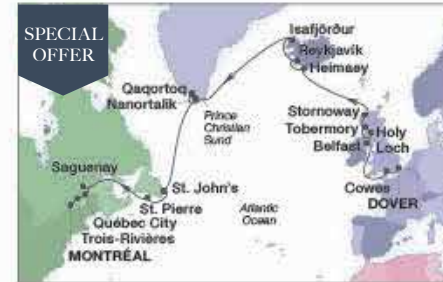 SPECIAL
OFFER
Isafjörður
Reykjavík
Heimaey
Qaqortoq
Nanortalik
Prince
Christian
Sund
Stornoway
Tobermory
Holy
Loch
Belfast
Saguenay
St. John's
Cowes
DOVER
St. Pierre
Atlantic
Ocean
Québec City
Trois-Rivières
MONTRÉAL